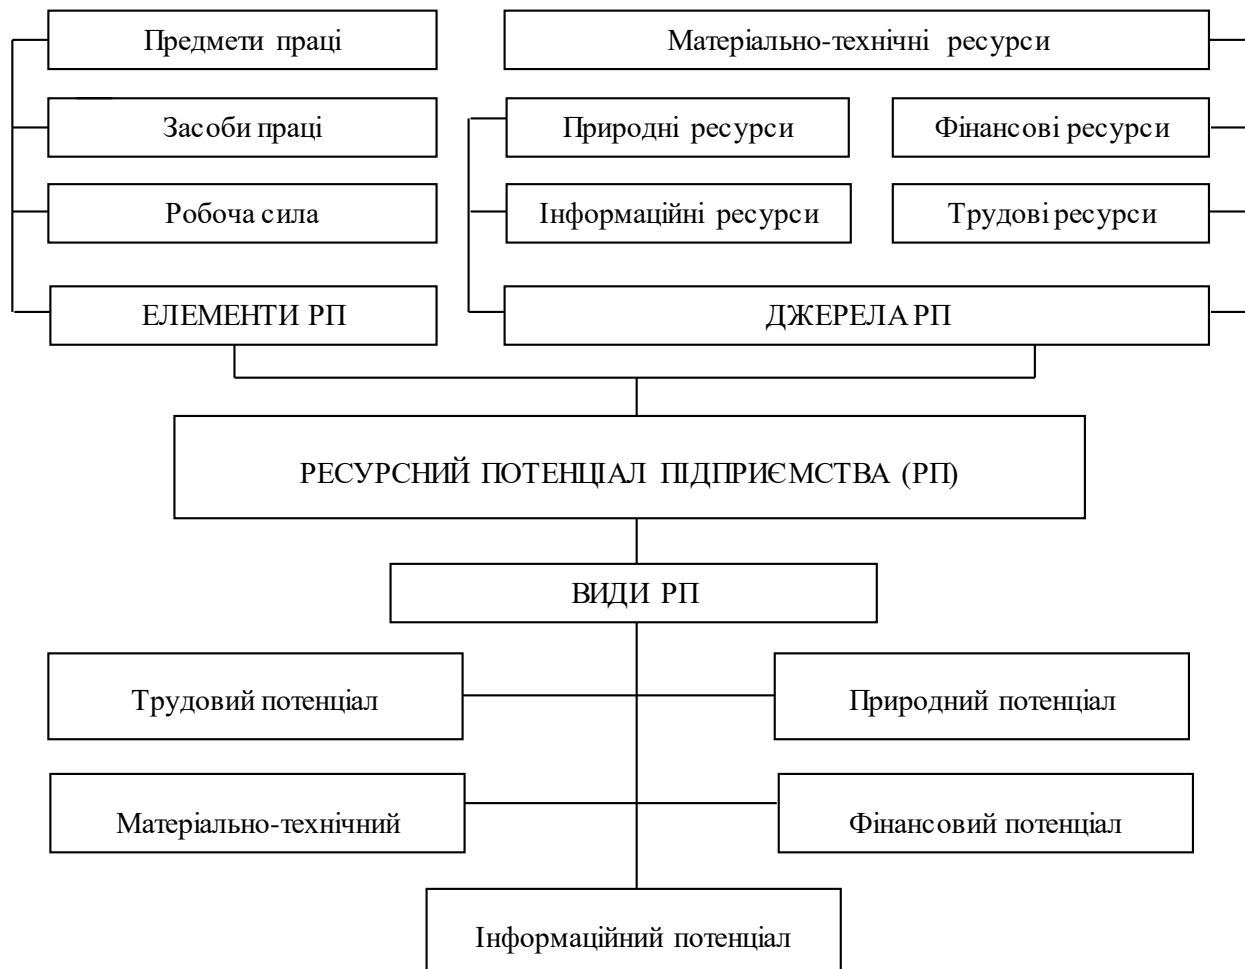 Предмети праці
Матеріально-технічні ресурси
Засоби праці
Природні ресурси
Фінансові ресурси
Робоча сила
Інформаційні ресурси
Трудові ресурси
ЕЛЕМЕНТИ РП
ДЖЕРЕЛА РП
РЕСУРСНИЙ ПОТЕНЦІАЛ ПІДПРИЄМСТВА (РП)
ВИДИ РП
Трудовий потенціал
Природний потенціал
Матеріально-технічний
Фінансовий потенціал
Інформаційний потенціал